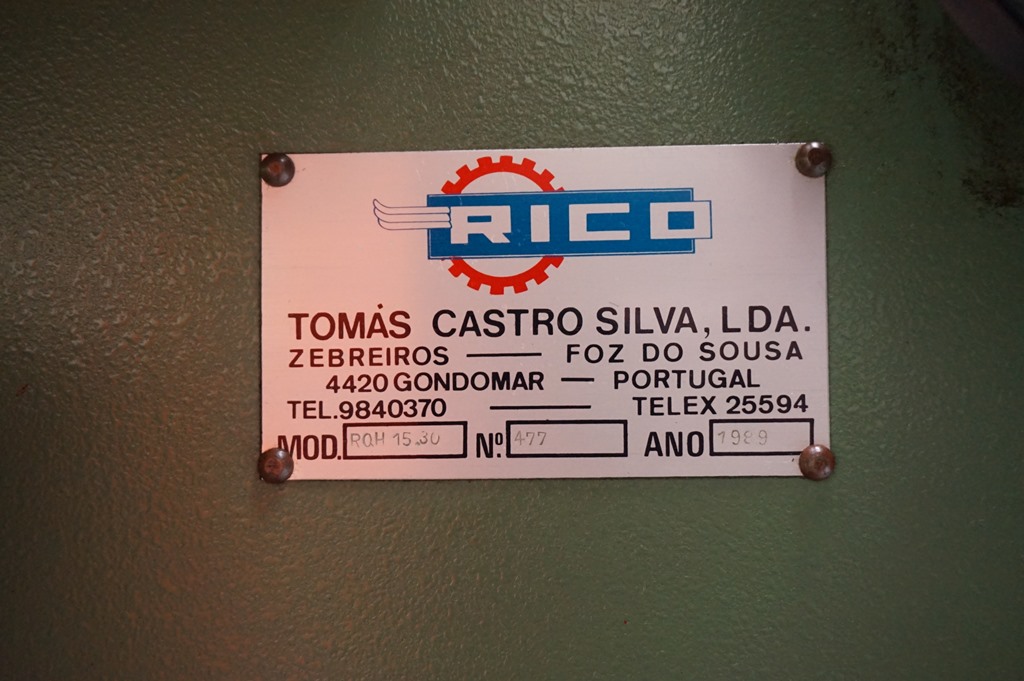 RICO
TOMÁS CASTRO SILVA, LDA.
ZEBREIROS — FOZ DO SOUSA
4420 GONDOMAR — PORTUGAL
TEL.9840370 — TELEX 25594
MOD. RQH 15.30 Nº. 477 ANO 1989